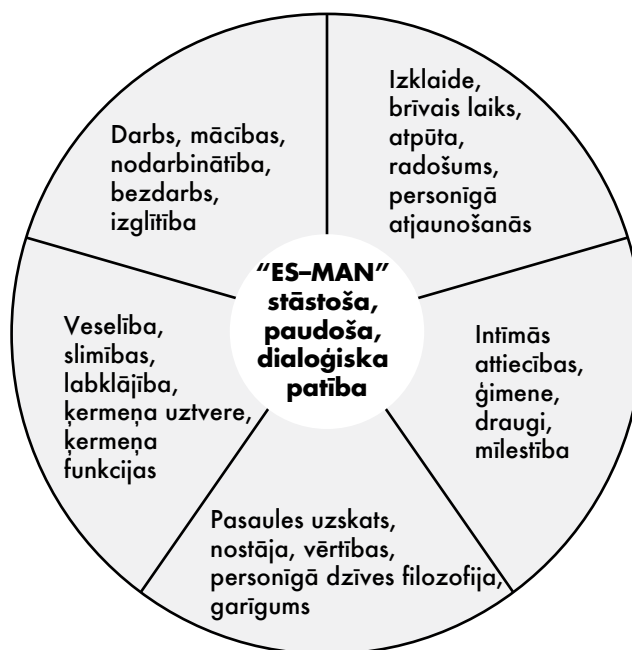 Izklaide,
brīvais laiks,
atpūta,
radošums,
personīgā
atjaunošanās
Darbs, mācības,
nodarbinātība,
bezdarbs,
izglītība
“ES–MAN”
stāstoša,
paudoša,
dialoģiska
patība
Veselība,
slimības,
labklājība,
ķermeņa uztvere,
ķermeņa
funkcijas
Intīmās
attiecības,
ģimene,
draugi,
mīlestība
Pasaules uzskats,
nostāja, vērtības,
personīgā dzīves filozofija,
garīgums